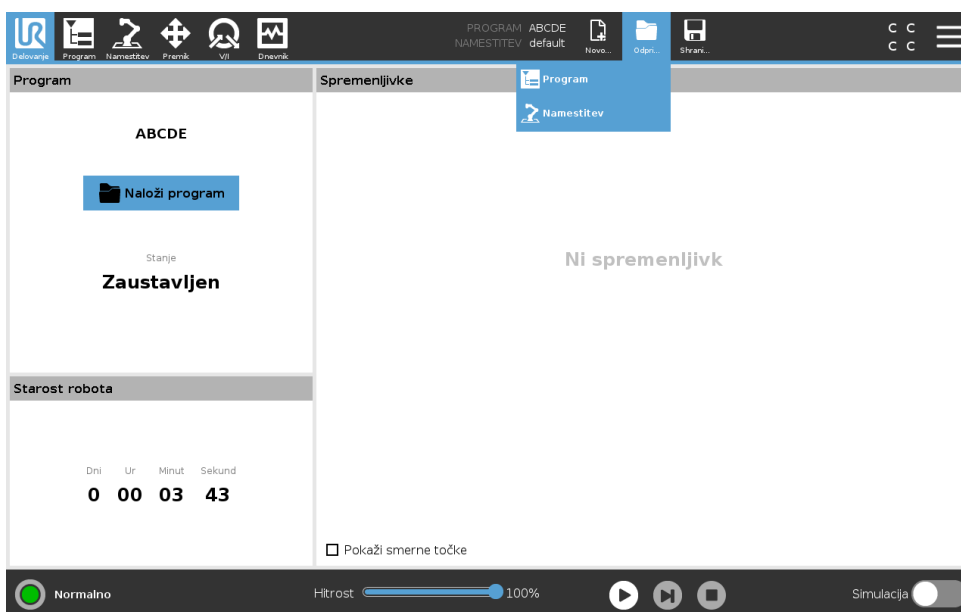 UR
Delovanje
Program
Namestitev
Premik
V/I
Dnevnik
PROGRAM ABCDE
NAMESTITEV default
Novo...
Odpri...
Shrani...
C C
C C
Program
Namestitev
Program
Spremenljivke
ABCDE
Naloži program
Stanje
Zaustavljen
Ni spremenljivk
Starost robota
Dni Ur Minut Sekund
0 00 03 43
Pokaži smerne točke
Normalno
Hitrost 100%
Simulacija